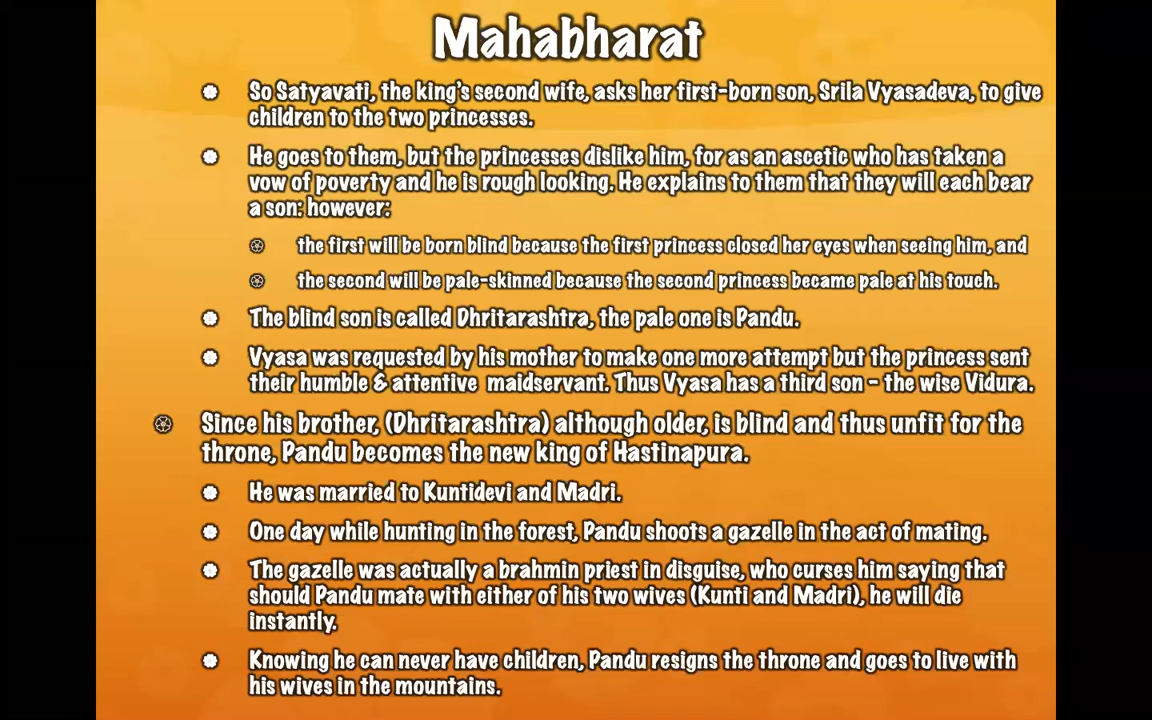 Mahabharat
So Satyavati, the king's second wife, asks her first-born son, Srila Vyasadeva, to give
children to the two princesses.
He goes to them, but the princesses dislike him, for as an ascetic who has taken a
vow of poverty and he is rough looking. He explains to them that they will each bear
a son: however:
the first will be born blind because the first princess closed her eyes when seeing him, and
the second will be pale-skinned because the second princess became pale at his touch.
The blind son is called Dhritarashtra, the pale one is Pandu.
Vyasa was requested by his mother to make one more attempt but the princess sent
their humble & attentive maidservant. Thus Vyasa has a third son – the wise Vidura.
Since his brother, (Dhritarashtra) although older, is blind and thus unfit for the
throne, Pandu becomes the new king of Hastinapura.
He was married to Kuntidevi and Madri.
One day while hunting in the forest, Pandu shoots a gazelle in the act of mating.
The gazelle was actually a brahmin priest in disguise, who curses him saying that
should Pandu mate with either of his two wives (Kunti and Madri), he will die
instantly.
Knowing he can never have children, Pandu resigns the throne and goes to live with
his wives in the mountains.